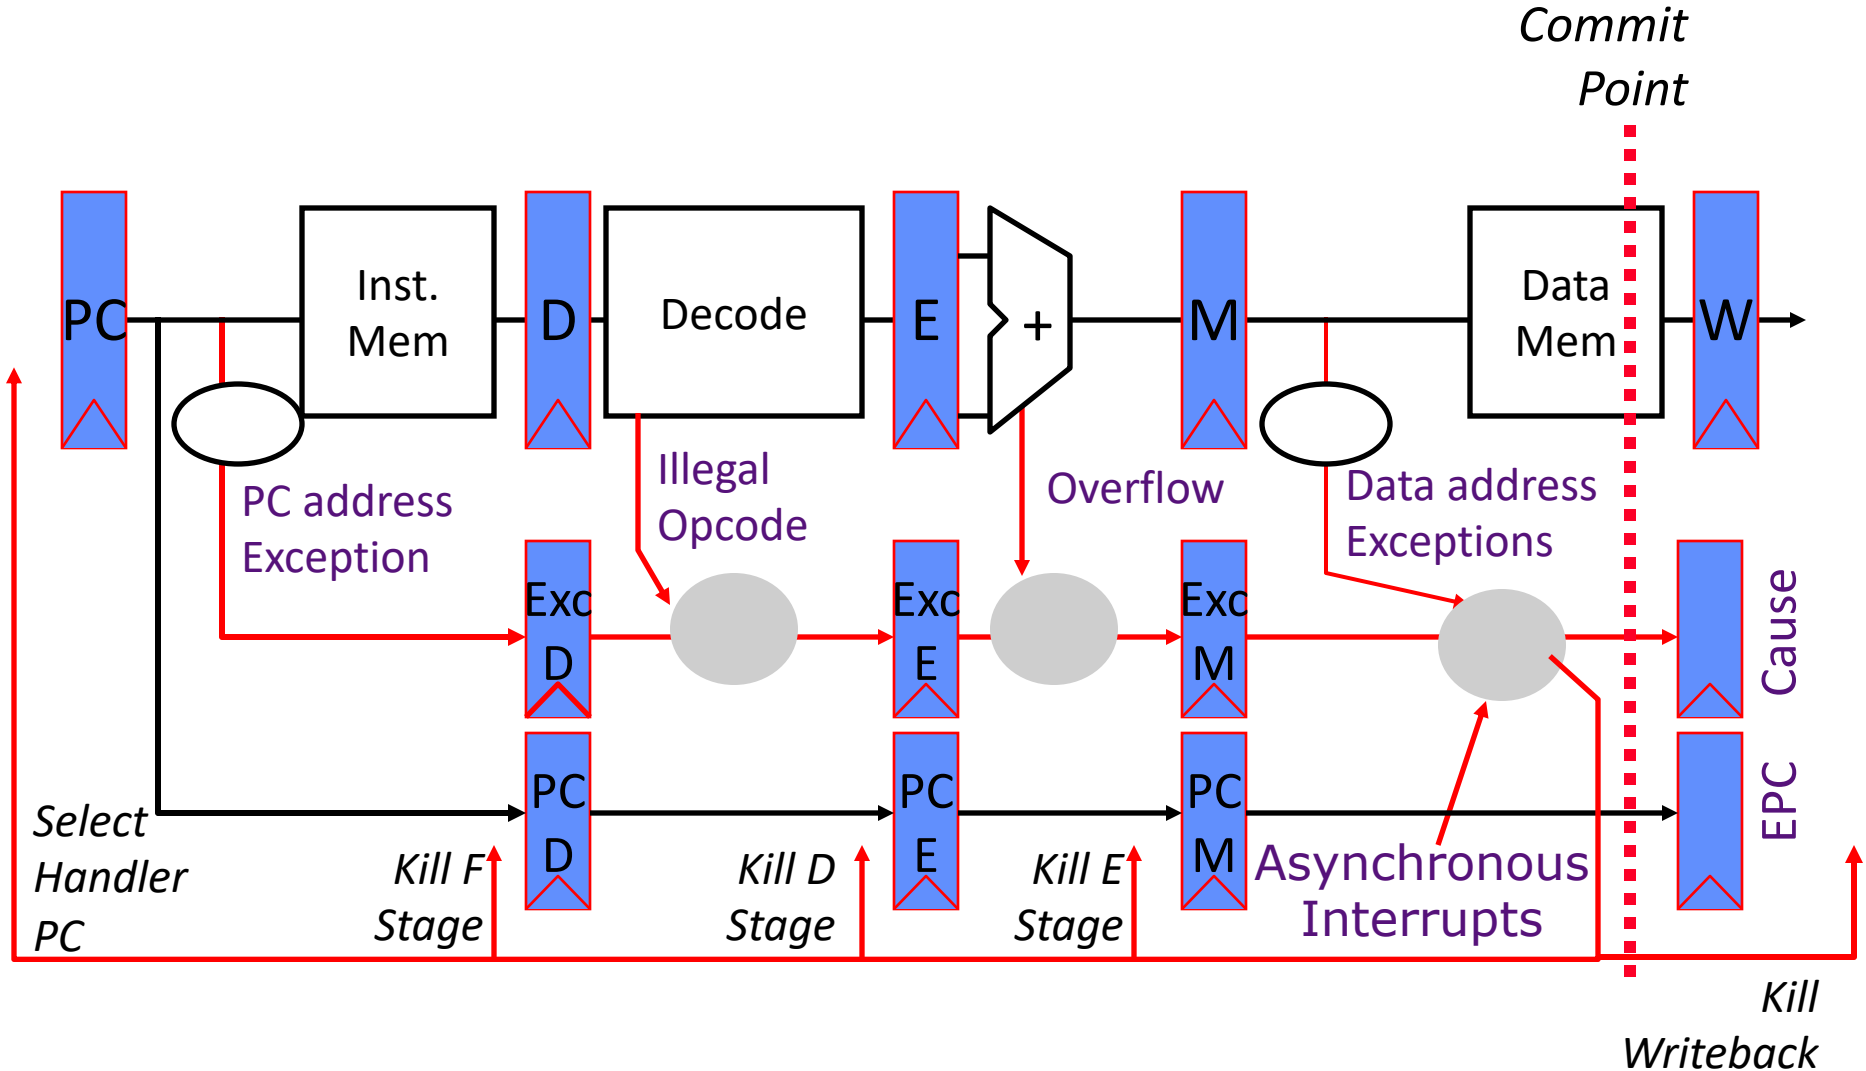 Commit
Point
PC
Inst.
Mem
D
Decode
E
+
M
Data
Mem
W
PC address
Exception
Illegal
Opcode
Overflow
Data address
Exceptions
Exc
D
Exc
E
Exc
M
Cause
PC
D
PC
E
PC
M
EPC
Select
Handler
PC
Kill F
Stage
Kill D
Stage
Kill E
Stage
Asynchronous
Interrupts
Kill
Writeback